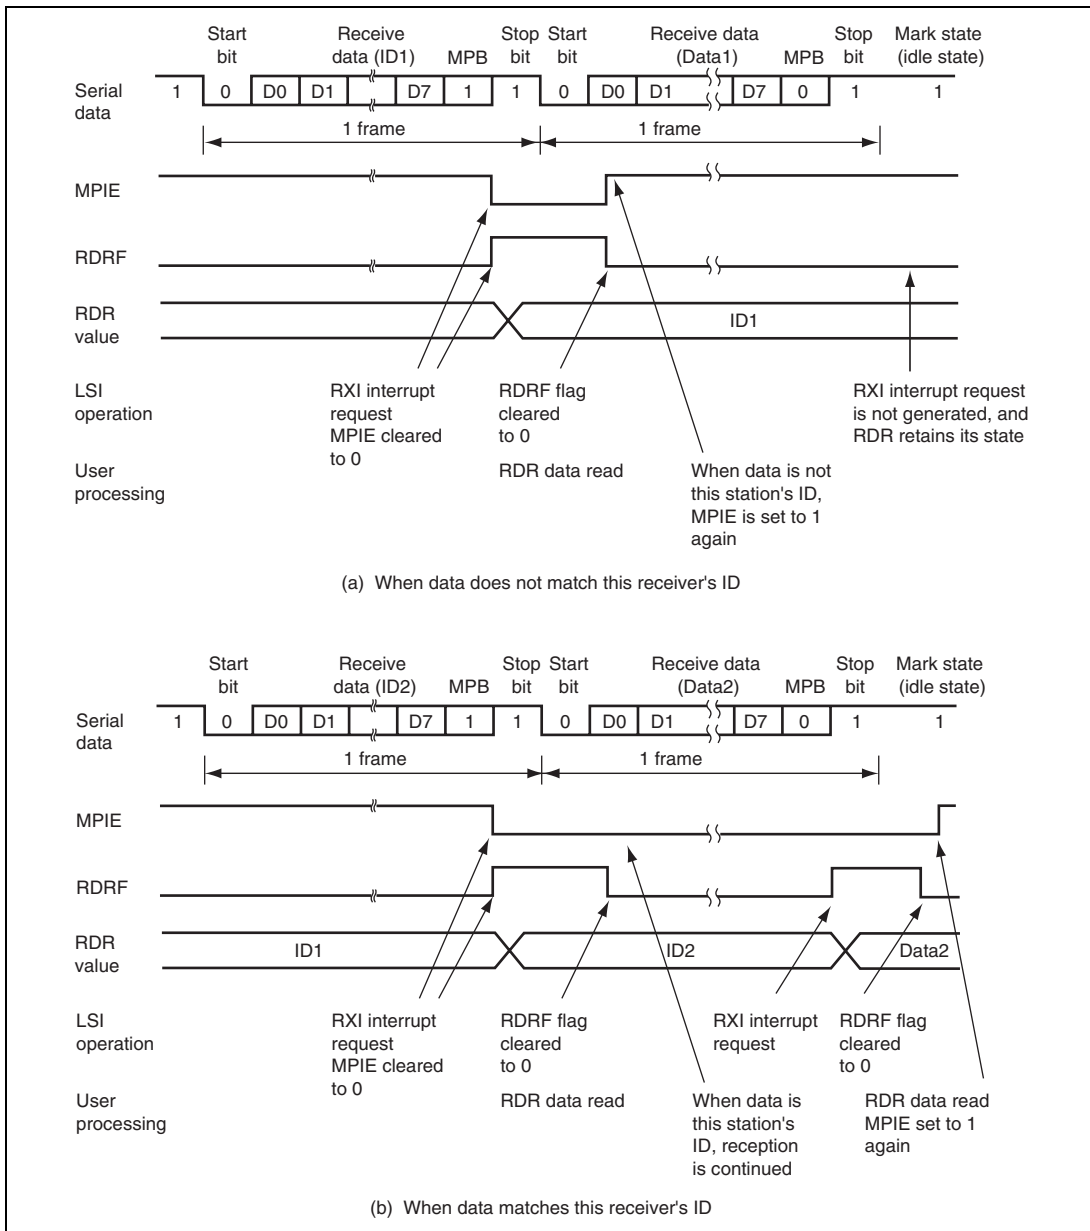 Start bit
Receive data (ID1)
MPB
Stop bit
Start bit
Receive data (Data1)
MPB
Stop bit
Mark state (idle state)
Serial data
1 0 D0 D1 D7 1 1 0 D0 D1 D7 0 1 1
1 frame 1 frame
MPIE
RDRF
RDR value
ID1
LSI operation
RXI interrupt request MPIE cleared to 0
RDRF flag cleared to 0
RXI interrupt request is not generated, and RDR retains its state
User processing
RDR data read
When data is not this station's ID, MPIE is set to 1 again
(a) When data does not match this receiver's ID
Start bit
Receive data (ID2)
MPB
Stop bit
Start bit
Receive data (Data2)
MPB
Stop bit
Mark state (idle state)
Serial data
1 0 D0 D1 D7 1 1 0 D0 D1 D7 0 1 1
1 frame 1 frame
MPIE
RDRF
RDR value
ID1 ID2 Data2
LSI operation
RXI interrupt request MPIE cleared to 0
RDRF flag cleared to 0
RXI interrupt request
RDRF flag cleared to 0
User processing
RDR data read
When data is this station's ID, reception is continued
RDR data read MPIE set to 1 again
(b) When data matches this receiver's ID